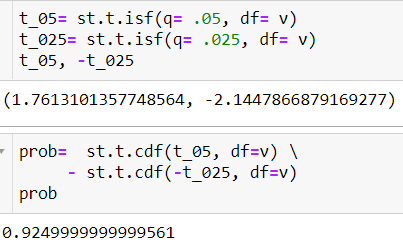 t_05= st.t.isf(q= .05, df= v)
t_025= st.t.isf(q= .025, df= v)
t_05, -t_025
(1.7613101357748564, -2.1447866879169277)
prob=  st.t.cdf(t_05, df=v) \
     - st.t.cdf(-t_025, df=v)
prob
0.9249999999999561